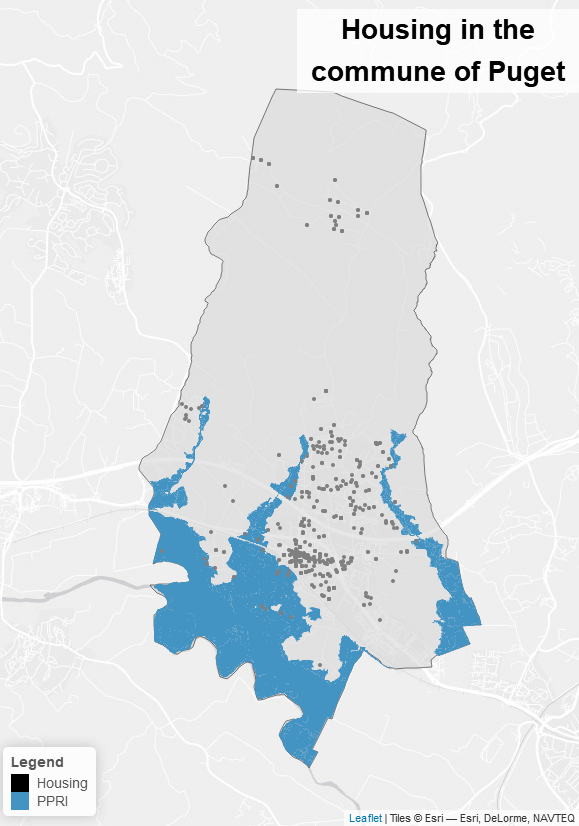 Housing in the
commune of Puget
Legend
Housing
PPRI
Leaflet | Tiles © Esri — Esri, DeLorme, NAVTEQ